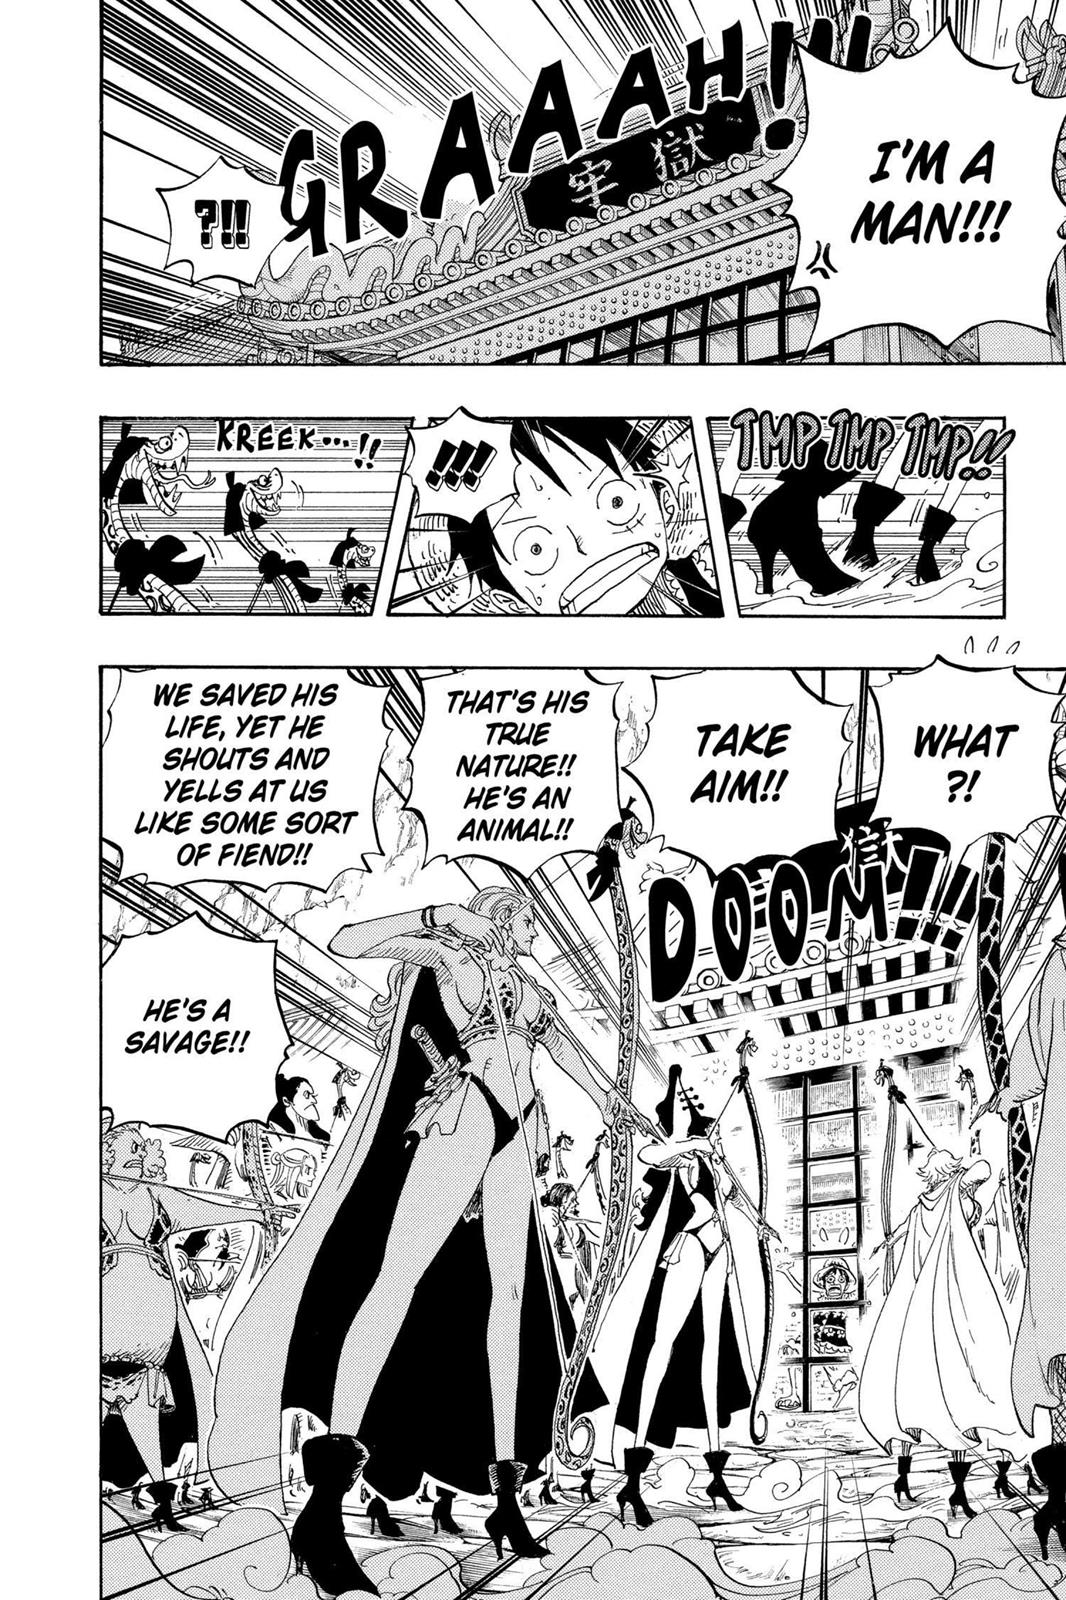 I'M A
MAN!!!
GRAAAH!!!
牢獄
?!!
TMP TMP TMP!!
!!!
KREEK...!!
WHAT
?!
TAKE
AIM!!
THAT'S HIS
TRUE
NATURE!!
HE'S AN
ANIMAL!!
WE SAVED HIS
LIFE, YET HE
SHOUTS AND
YELLS AT US
LIKE SOME SORT
OF FIEND!!
獄
DOOM!!!
HE'S A
SAVAGE!!